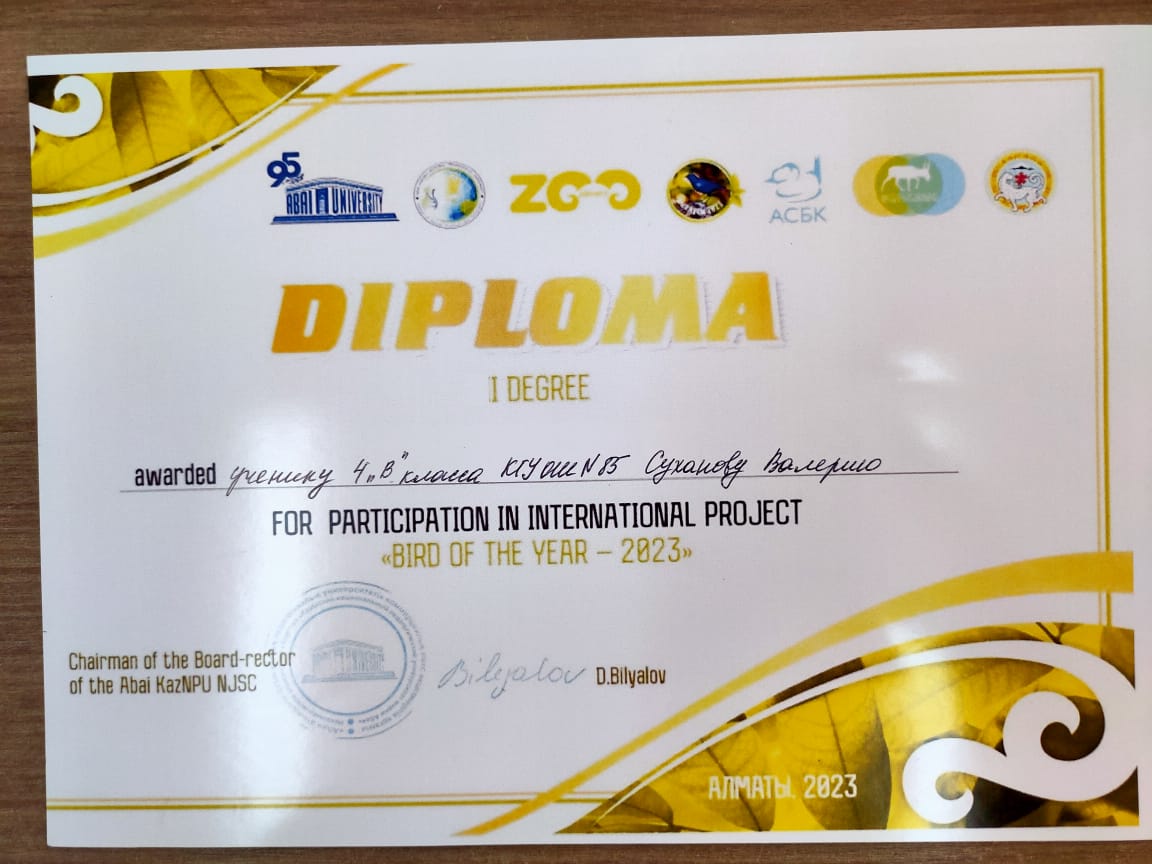 95
ABAI UNIVERSITY
ZOO
АСБК
DIPLOMA
I DEGREE
awarded ученику 4 „В" класса КГУ ОШ N 85 Суханову Валерию
FOR PARTICIPATION IN INTERNATIONAL PROJECT
«BIRD OF THE YEAR – 2023»
Chairman of the Board-rector
of the Abai KazNPU NJSC
Bilyalov
D.Bilyalov
АЛМАТЫ. 2023